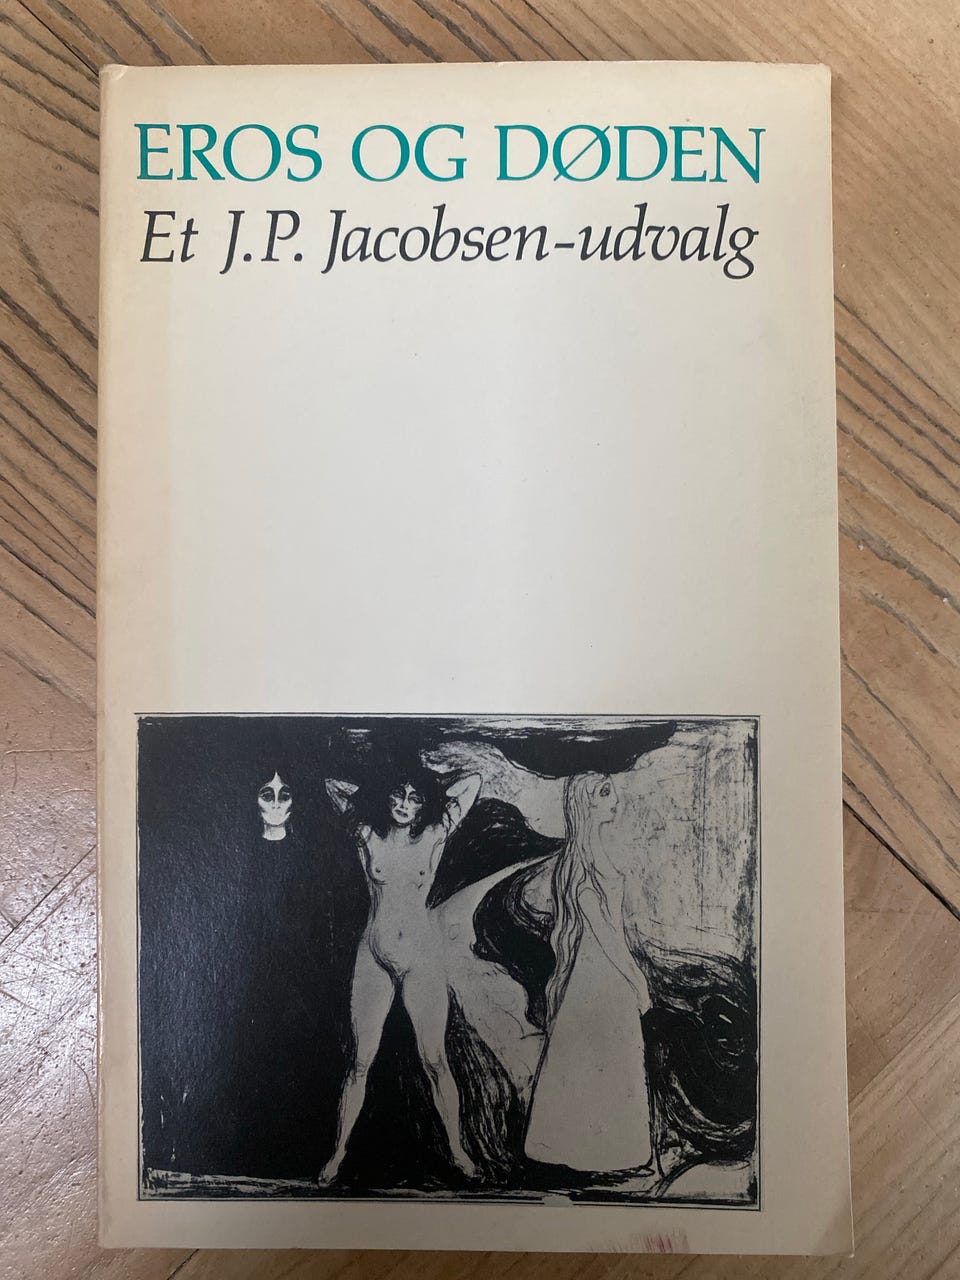 EROS OG DØDEN
Et J.P. Jacobsen-udvalg